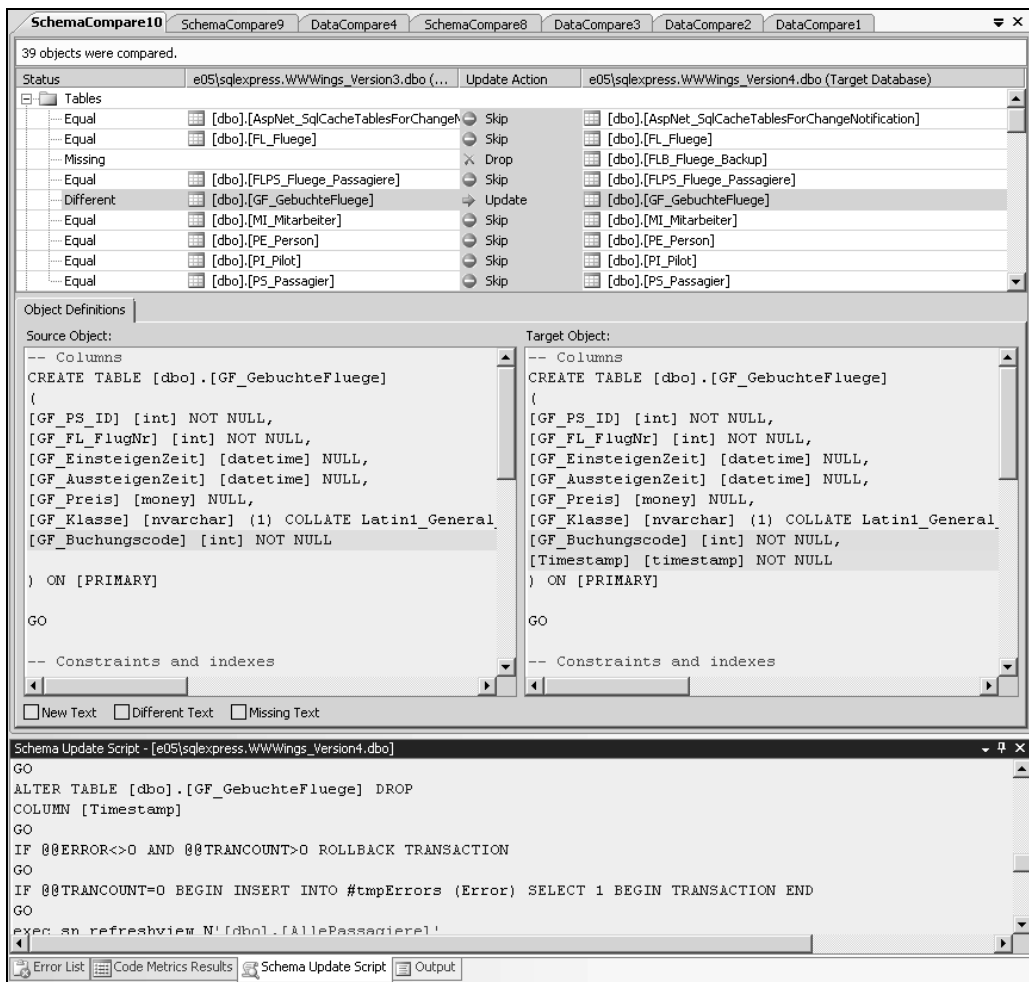 SchemaCompare10 SchemaCompare9 DataCompare4 SchemaCompare8 DataCompare3 DataCompare2 DataCompare1
39 objects were compared.
Status e05\sqlexpress.WWWings_Version3.dbo (... Update Action e05\sqlexpress.WWWings_Version4.dbo (Target Database)
Tables
Equal [dbo].[AspNet_SqlCacheTablesForChangeN Skip [dbo].[AspNet_SqlCacheTablesForChangeNotification]
Equal [dbo].[FL_Fluege] Skip [dbo].[FL_Fluege]
Missing Drop [dbo].[FLB_Fluege_Backup]
Equal [dbo].[FLPS_Fluege_Passagiere] Skip [dbo].[FLPS_Fluege_Passagiere]
Different [dbo].[GF_GebuchteFluege] Update [dbo].[GF_GebuchteFluege]
Equal [dbo].[MI_Mitarbeiter] Skip [dbo].[MI_Mitarbeiter]
Equal [dbo].[PE_Person] Skip [dbo].[PE_Person]
Equal [dbo].[PI_Pilot] Skip [dbo].[PI_Pilot]
Equal [dbo].[PS_Passagier] Skip [dbo].[PS_Passagier]
Object Definitions
Source Object:
-- Columns
CREATE TABLE [dbo].[GF_GebuchteFluege]
(
[GF_PS_ID] [int] NOT NULL,
[GF_FL_FlugNr] [int] NOT NULL,
[GF_EinsteigenZeit] [datetime] NULL,
[GF_AussteigenZeit] [datetime] NULL,
[GF_Preis] [money] NULL,
[GF_Klasse] [nvarchar] (1) COLLATE Latin1_General_
[GF_Buchungscode] [int] NOT NULL
) ON [PRIMARY]
GO
-- Constraints and indexes
Target Object:
-- Columns
CREATE TABLE [dbo].[GF_GebuchteFluege]
(
[GF_PS_ID] [int] NOT NULL,
[GF_FL_FlugNr] [int] NOT NULL,
[GF_EinsteigenZeit] [datetime] NULL,
[GF_AussteigenZeit] [datetime] NULL,
[GF_Preis] [money] NULL,
[GF_Klasse] [nvarchar] (1) COLLATE Latin1_General_
[GF_Buchungscode] [int] NOT NULL,
[Timestamp] [timestamp] NOT NULL
) ON [PRIMARY]
GO
-- Constraints and indexes
New Text Different Text Missing Text
Schema Update Script - [e05\sqlexpress.WWWings_Version4.dbo]
GO
ALTER TABLE [dbo].[GF_GebuchteFluege] DROP
COLUMN [Timestamp]
GO
IF @@ERROR<>0 AND @@TRANCOUNT>0 ROLLBACK TRANSACTION
GO
IF @@TRANCOUNT=0 BEGIN INSERT INTO #tmpErrors (Error) SELECT 1 BEGIN TRANSACTION END
GO
exec sp_refreshview N'[dbo].[AllePassagiere]'
Error List Code Metrics Results Schema Update Script Output